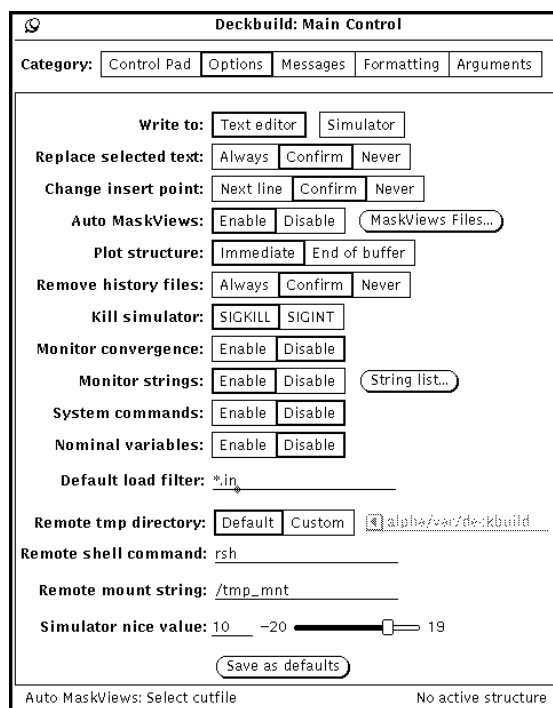 Deckbuild: Main Control
Category: Control Pad Options Messages Formatting Arguments
Write to: Text editor Simulator
Replace selected text: Always Confirm Never
Change insert point: Next line Confirm Never
Auto MaskViews: Enable Disable MaskViews Files...
Plot structure: Immediate End of buffer
Remove history files: Always Confirm Never
Kill simulator: SIGKILL SIGINT
Monitor convergence: Enable Disable
Monitor strings: Enable Disable String list...
System commands: Enable Disable
Nominal variables: Enable Disable
Default load filter: *.in
Remote tmp directory: Default Custom alpha/var/deckbuild
Remote shell command: rsh
Remote mount string: /tmp_mnt
Simulator nice value: 10 -20 19
Save as defaults
Auto MaskViews: Select cutfile No active structure